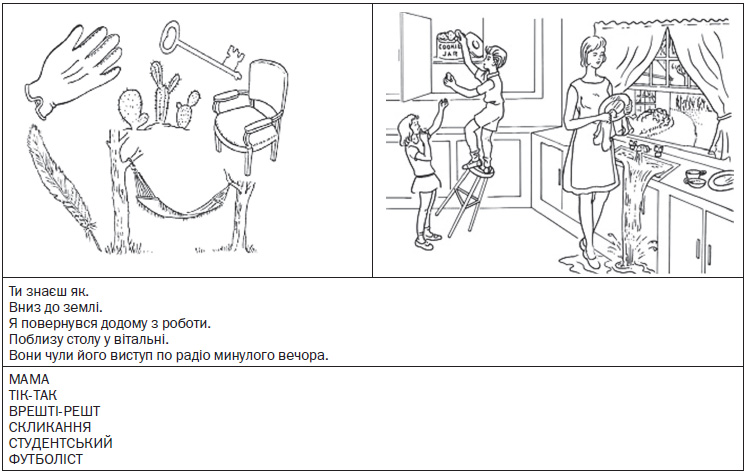 COOKIE
JAR
Ти знаєш як.
Вниз до землі.
Я повернувся додому з роботи.
Поблизу столу у вітальні.
Вони чули його виступ по радіо минулого вечора.
МАМА
ТІК-ТАК
ВРЕШТІ-РЕШТ
СКЛИКАННЯ
СТУДЕНТСЬКИЙ
ФУТБОЛІСТ